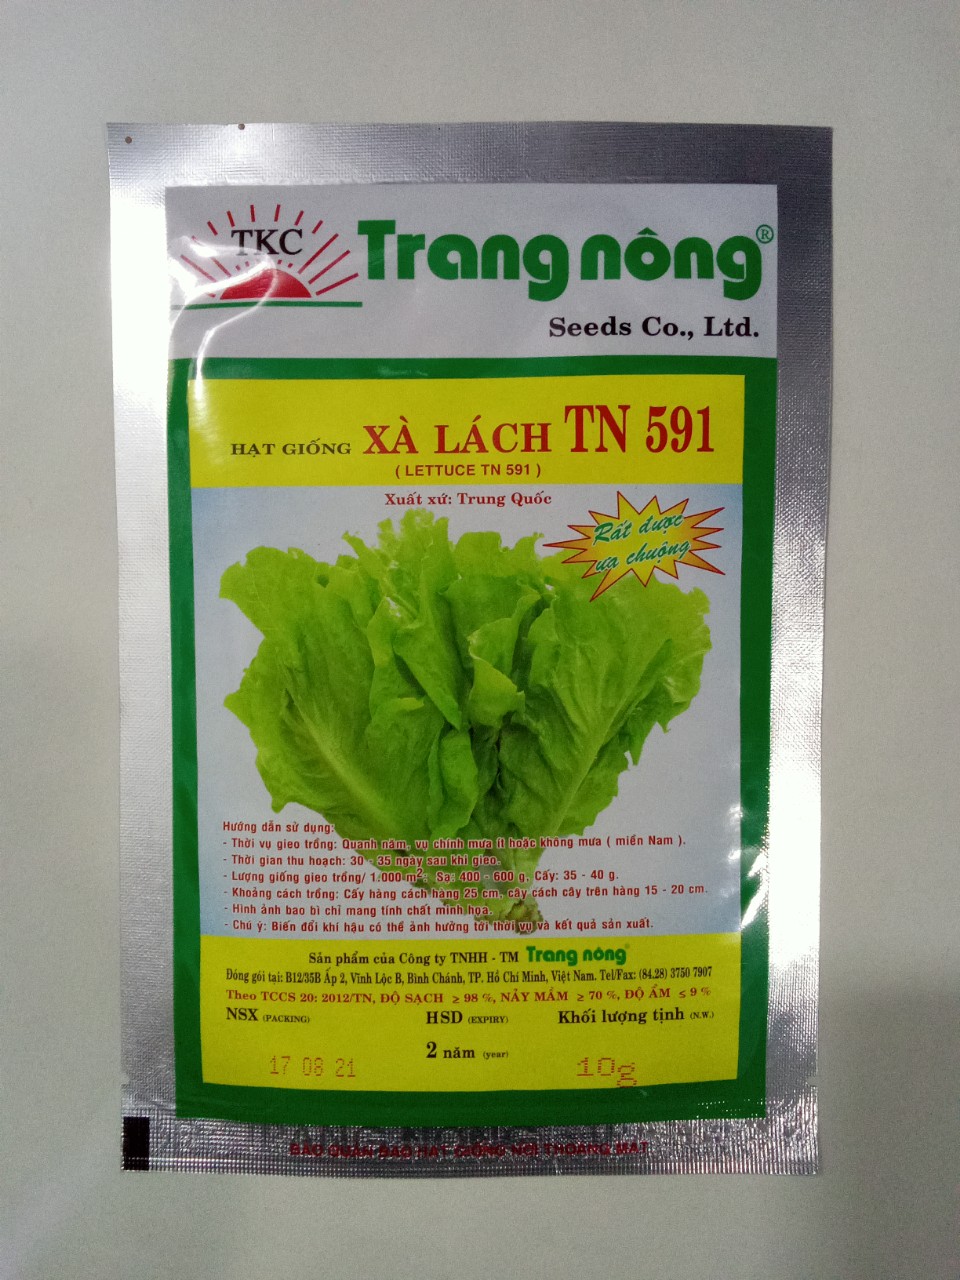 TKC
Trang nông®
Seeds Co., Ltd.
HẠT GIỐNG XÀ LÁCH TN 591
( LETTUCE TN 591 )
Xuất xứ: Trung Quốc
Rất được
ưa chuộng
Hướng dẫn sử dụng:
- Thời vụ gieo trồng: Quanh năm, vụ chính mưa ít hoặc không mưa ( miền Nam ).
- Thời gian thu hoạch: 30 - 35 ngày sau khi gieo.
- Lượng giống gieo trồng/ 1.000 m²: Sạ: 400 - 600 g, Cấy: 35 - 40 g.
- Khoảng cách trồng: Cấy hàng cách hàng 25 cm, cây cách cây trên hàng 15 - 20 cm.
- Hình ảnh bao bì chỉ mang tính chất minh họa.
- Chú ý: Biến đổi khí hậu có thể ảnh hưởng tới thời vụ và kết quả sản xuất.
Sản phẩm của Công ty TNHH - TM Trang nông®
Đóng gói tại: B12/35B Ấp 2, Vĩnh Lộc B, Bình Chánh, TP. Hồ Chí Minh, Việt Nam. Tel/Fax: (84.28) 3750 7907
Theo TCCS 20: 2012/TN, ĐỘ SẠCH ≥ 98 %, NẢY MẦM ≥ 70 %, ĐỘ ẨM ≤ 9 %
NSX (PACKING) HSD (EXPIRY) Khối lượng tịnh (N.W.)
2 năm (year)
17 08 21 10g
BẢO QUẢN BAO HẠT GIỐNG NƠI THOÁNG MÁT